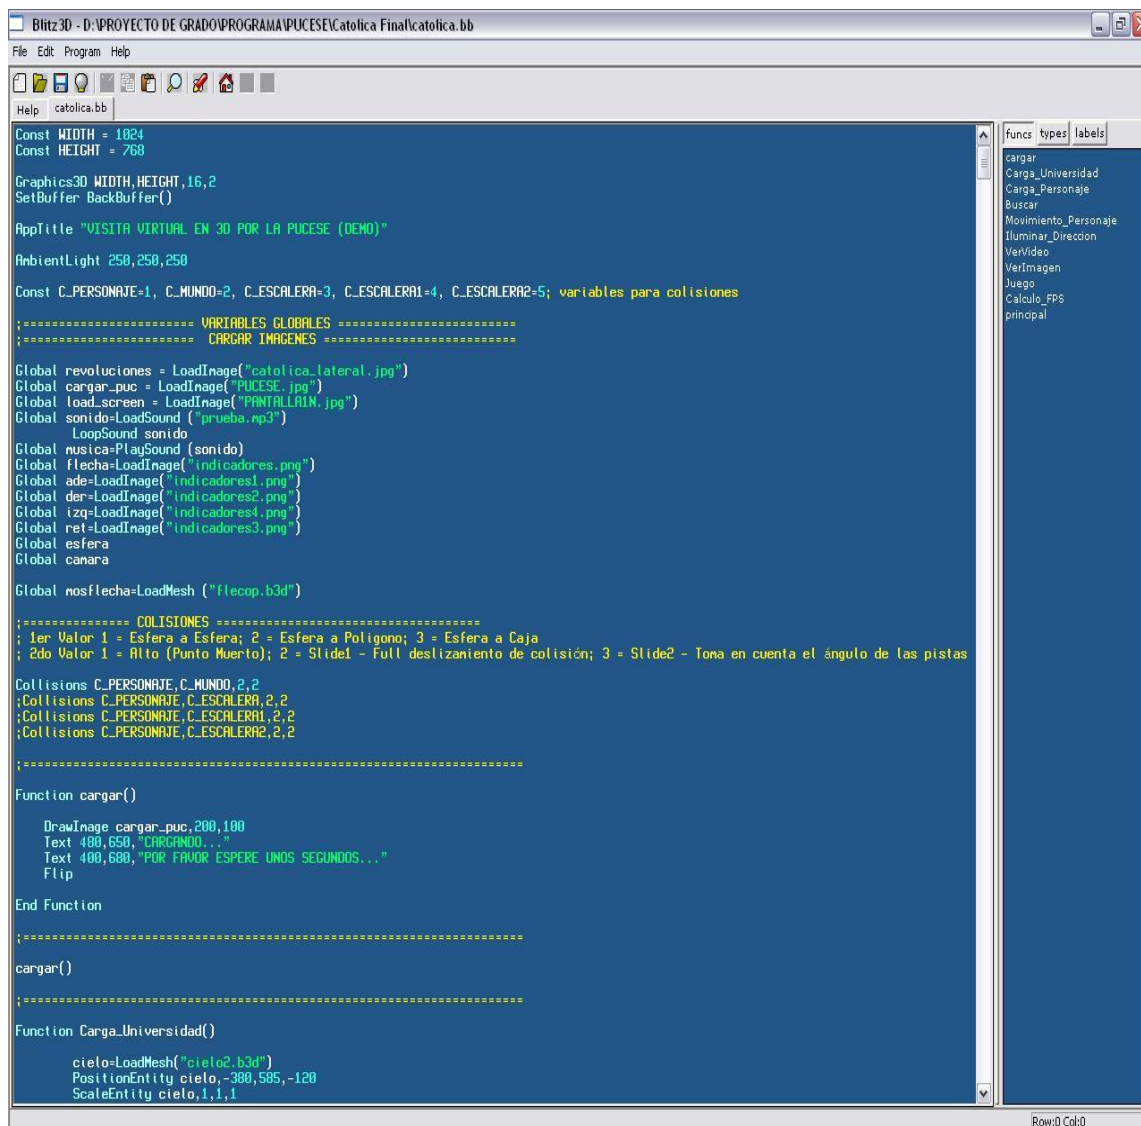 Blitz3D - D:\PROYECTO DE GRADO\PROGRAMA\PUCESE\Catolica Final\catolica.bb
File Edit Program Help
Help catolica.bb
Const WIDTH = 1024
Const HEIGHT = 768
Graphics3D WIDTH,HEIGHT,16,2
SetBuffer BackBuffer()
AppTitle "VISITA VIRTUAL EN 3D POR LA PUCESE (DEMO)"
AmbientLight 250,250,250
Const C_PERSONAJE=1, C_MUNDO=2, C_ESCALERA=3, C_ESCALERA1=4, C_ESCALERA2=5; variables para colisiones
;======================== VARIABLES GLOBALES =========================
;======================== CARGAR IMAGENES ===========================
Global revoluciones = LoadImage("catolica_lateral.jpg")
Global cargar_puc = LoadImage("PUCESE.jpg")
Global load_screen = LoadImage("PANTALLA1N.jpg")
Global sonido=LoadSound ("prueba.mp3")
LoopSound sonido
Global musica=PlaySound (sonido)
Global flecha=LoadImage("indicadores.png")
Global ade=LoadImage("indicadores1.png")
Global der=LoadImage("indicadores2.png")
Global izq=LoadImage("indicadores4.png")
Global ret=LoadImage("indicadores3.png")
Global esfera
Global camara
Global mosflecha=LoadMesh ("flecop.b3d")
;=============== COLISIONES =====================================
; 1er Valor 1 = Esfera a Esfera; 2 = Esfera a Poligono; 3 = Esfera a Caja
; 2do Valor 1 = Alto (Punto Muerto); 2 = Slide1 - Full deslizamiento de colisión; 3 = Slide2 - Toma en cuenta el ángulo de las pistas
Collisions C_PERSONAJE,C_MUNDO,2,2
;Collisions C_PERSONAJE,C_ESCALERA,2,2
;Collisions C_PERSONAJE,C_ESCALERA1,2,2
;Collisions C_PERSONAJE,C_ESCALERA2,2,2
;======================================================================
Function cargar()
DrawImage cargar_puc,200,100
Text 480,650,"CARGANDO..."
Text 400,680,"POR FAVOR ESPERE UNOS SEGUNDOS..."
Flip
End Function
;======================================================================
cargar()
;======================================================================
Function Carga_Universidad()
cielo=LoadMesh("cielo2.b3d")
PositionEntity cielo,-380,585,-120
ScaleEntity cielo,1,1,1
funcs types labels
cargar
Carga_Universidad
Carga_Personaje
Buscar
Movimiento_Personaje
Iluminar_Direccion
VerVideo
VerImagen
Juego
Calculo_FPS
principal
Row:0 Col:0